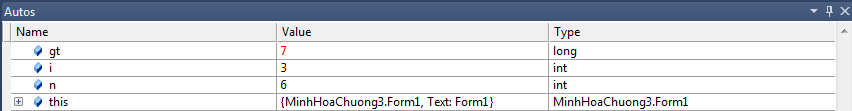 Autos
Name Value Type
gt 7 long
i 3 int
n 6 int
this {MinhHoaChuong3.Form1, Text: Form1} MinhHoaChuong3.Form1